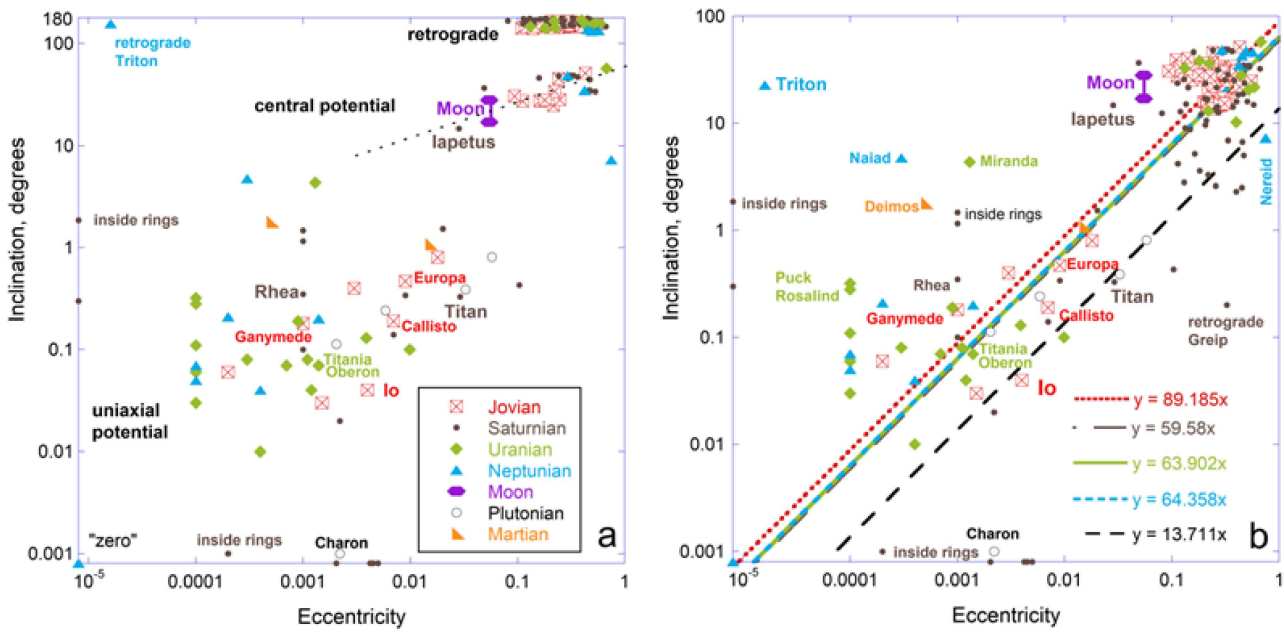 180
100
10
1
0.1
0.01
0.001
Inclination, degrees
retrograde
Triton
retrograde
central potential
Moon
Iapetus
inside rings
Rhea
Europa
Titan
Ganymede
Callisto
Titania
Oberon
Io
uniaxial
potential
Jovian
Saturnian
Uranian
Neptunian
Moon
Plutonian
Martian
"zero"
inside rings
Charon
a
10-5
0.0001
0.001
0.01
0.1
1
Eccentricity
100
10
1
0.1
0.01
0.001
Inclination, degrees
Triton
Moon
Iapetus
Naiad
Miranda
Nereid
Deimos
inside rings
inside rings
Puck
Rosalind
Rhea
Europa
Titan
Ganymede
Callisto
retrograde
Greip
Titania
Oberon
Io
y = 89.185x
y = 59.58x
y = 63.902x
y = 64.358x
y = 13.711x
inside rings
Charon
b
10-5
0.0001
0.001
0.01
0.1
1
Eccentricity